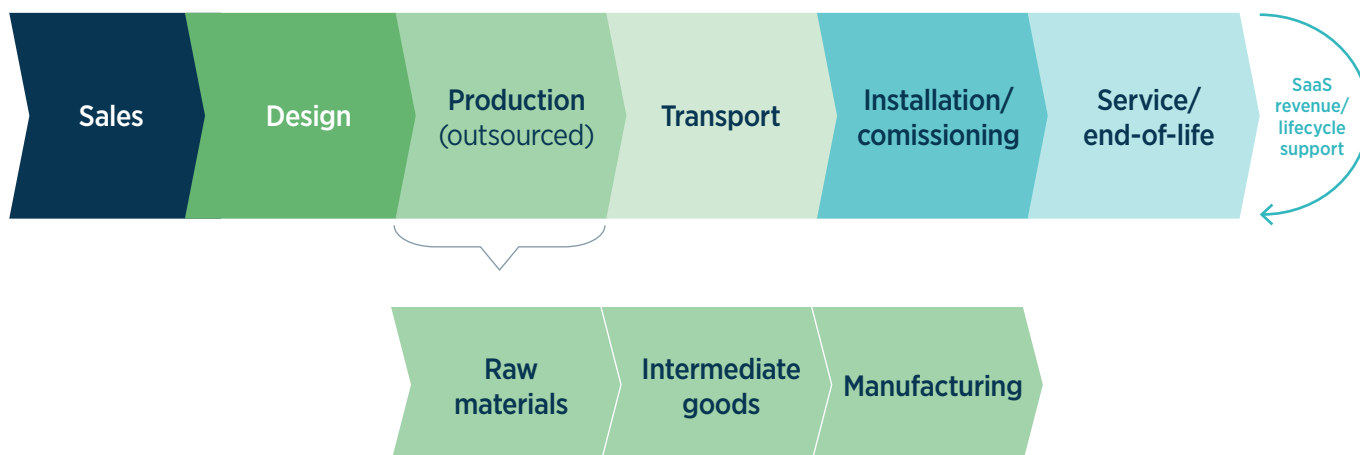 Sales
Design
Production
(outsourced)
Transport
Installation/
comissioning
Service/
end-of-life
SaaS
revenue/
lifecycle
support
Raw
materials
Intermediate
goods
Manufacturing